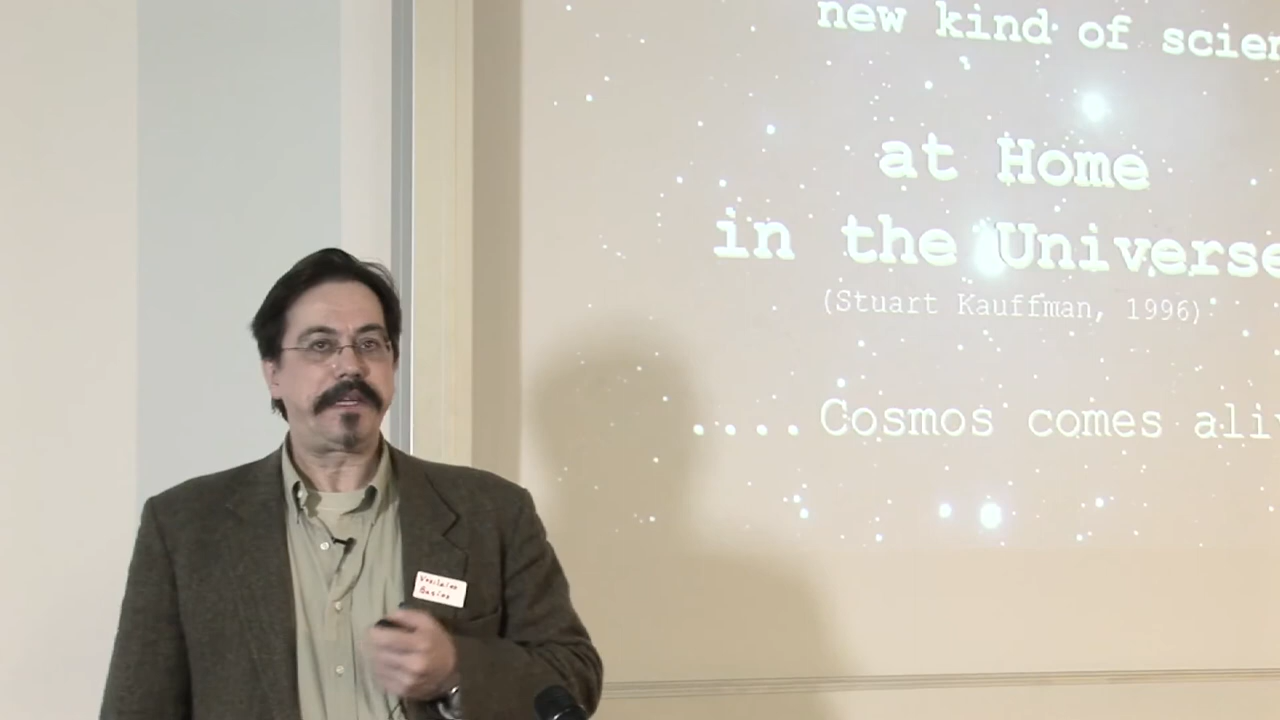 new kind of scien
at Home
in the Universe
(Stuart Kauffman, 1996)
....Cosmos comes aliv